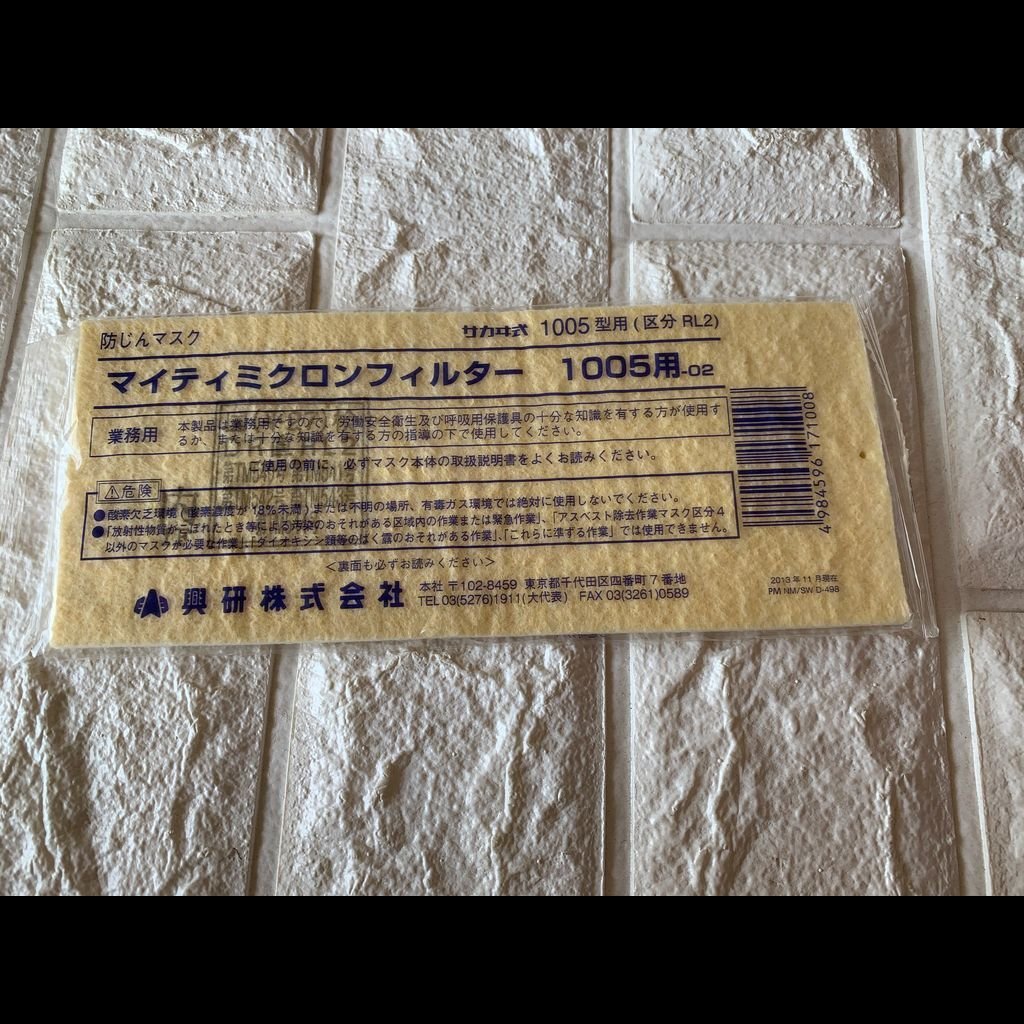 防じんマスク
サカヰ式 1005 型用 (区分 RL2)
マイティミクロンフィルター 1005用-02
業務用
本製品は業務用ですので、労働安全衛生及び呼吸用保護具の十分な知識を有する方が使用す
るか、または十分な知識を有する方の指導の下で使用してください。
ご使用の前に、必ずマスク本体の取扱説明書をよくお読みください。
⚠危険
●酸素欠乏環境(酸素濃度が18%未満)または不明の場所、有毒ガス環境では絶対に使用しないでください。
●「放射性物質がこぼれたとき等による汚染のおそれがある区域内の作業または緊急作業」、「アスベスト除去作業マスク区分4
以外のマスクが必要な作業」、「ダイオキシン類等のばく露のおそれがある作業」、「これらに準ずる作業」では使用できません。
<裏面も必ずお読みください>
興研株式会社
本社 〒102-8459 東京都千代田区四番町7番地
TEL 03(5276)1911(大代表) FAX 03(3261)0589
2013年11月現在
PM NM/SW D-498
4984596171008